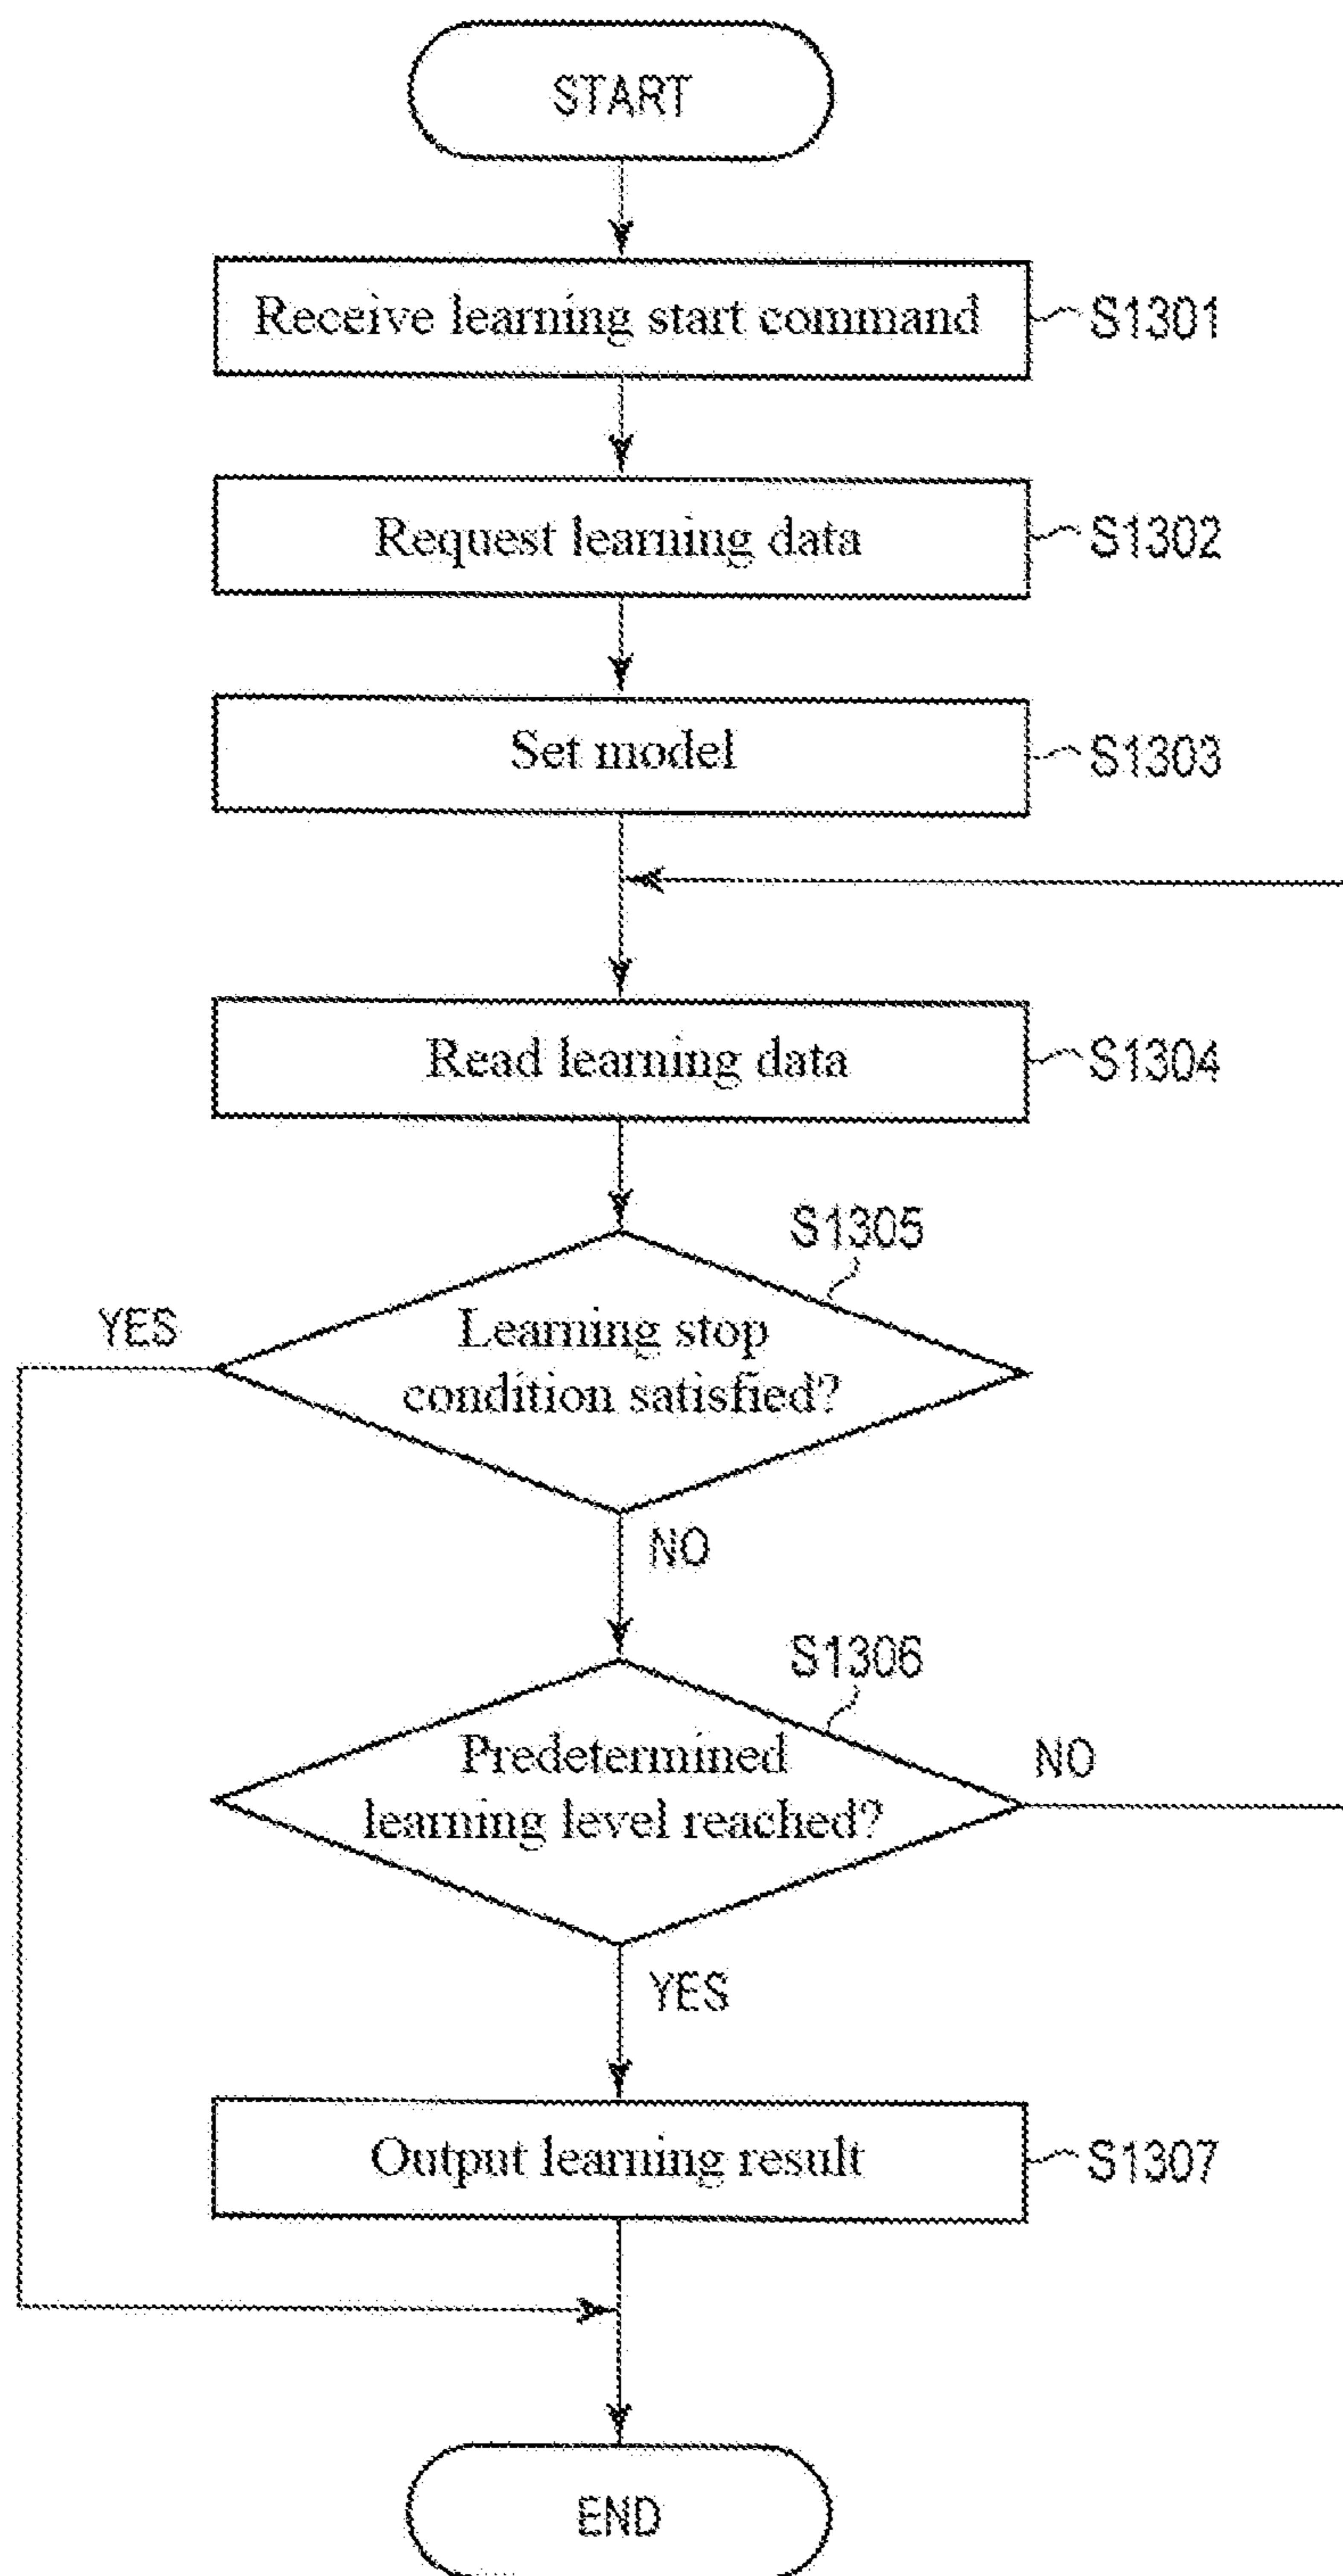 START
Receive learning start command
S1301
Request learning data
S1302
Set model
S1303
Read learning data
S1304
S1305
YES
Learning stop
condition satisfied?
NO
S1306
Predetermined
learning level reached?
NO
YES
Output learning result
S1307
END